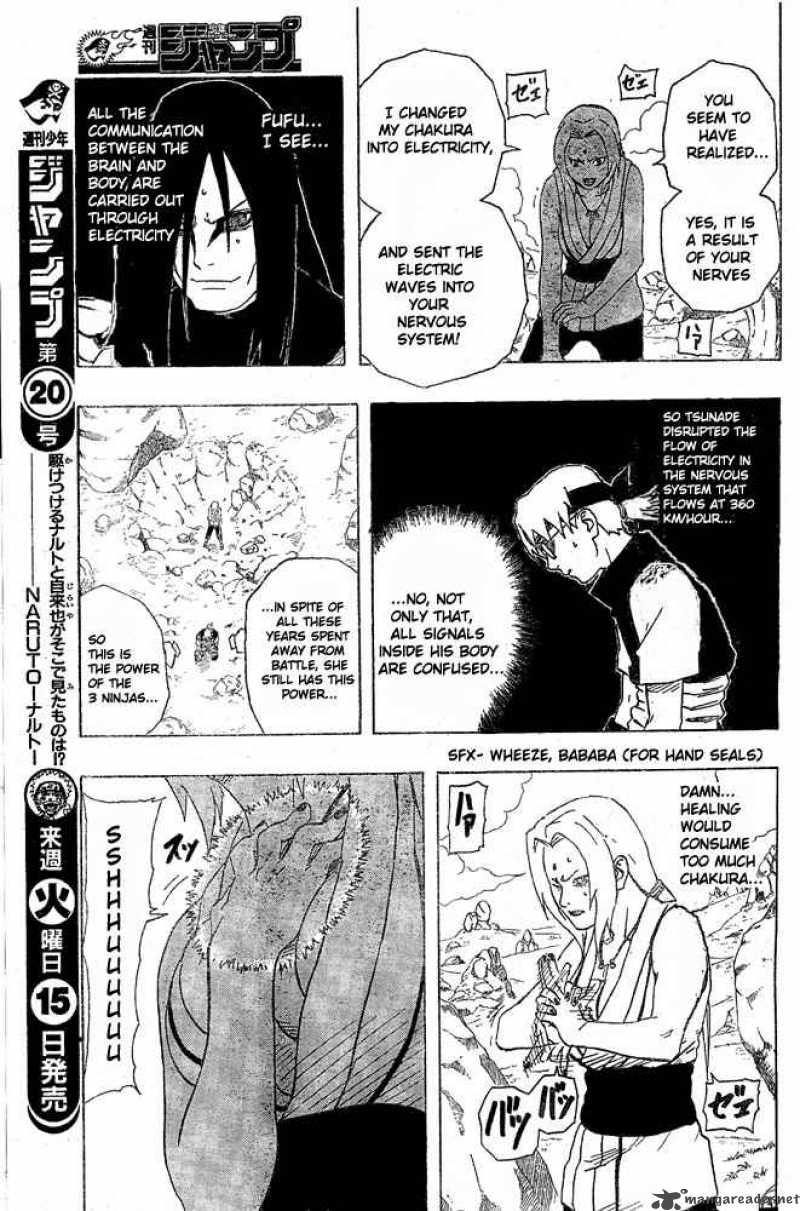 週刊
少年
ジャンプ
YOU
SEEM TO
HAVE
REALIZED...
YES, IT IS
A RESULT
OF YOUR
NERVES
I CHANGED
MY CHAKURA
INTO ELECTRICITY,
AND SENT THE
ELECTRIC
WAVES INTO
YOUR
NERVOUS
SYSTEM!
ゼェ
ゼェ
ハァ
FUFU...
I SEE...
ALL THE
COMMUNICATION
BETWEEN THE
BRAIN AND
BODY, ARE
CARRIED OUT
THROUGH
ELECTRICITY
SO TSUNADE
DISRUPTED THE
FLOW OF
ELECTRICITY IN
THE NERVOUS
SYSTEM THAT
FLOWS AT 360
KM/HOUR...
...NO, NOT
ONLY THAT,
ALL SIGNALS
INSIDE HIS BODY
ARE CONFUSED...
...IN SPITE OF
ALL THESE
YEARS SPENT
AWAY FROM
BATTLE, SHE
STILL HAS THIS
POWER...
SO
THIS IS
THE POWER
OF THE
3 NINJAS...
SFX- WHEEZE, BABABA (FOR HAND SEALS)
DAMN...
HEALING
WOULD
CONSUME
TOO MUCH
CHAKURA...
ハァ
バッ
バッ
ゼェ
スッ
SSHHHUUUUUU
週刊少年
ジャンプ
第
20
号
駆けつけるナルトと自来也がそこで見たものは!?
NARUTO—ナルト—
来週
火
曜日
15
日発売
mangareader.net